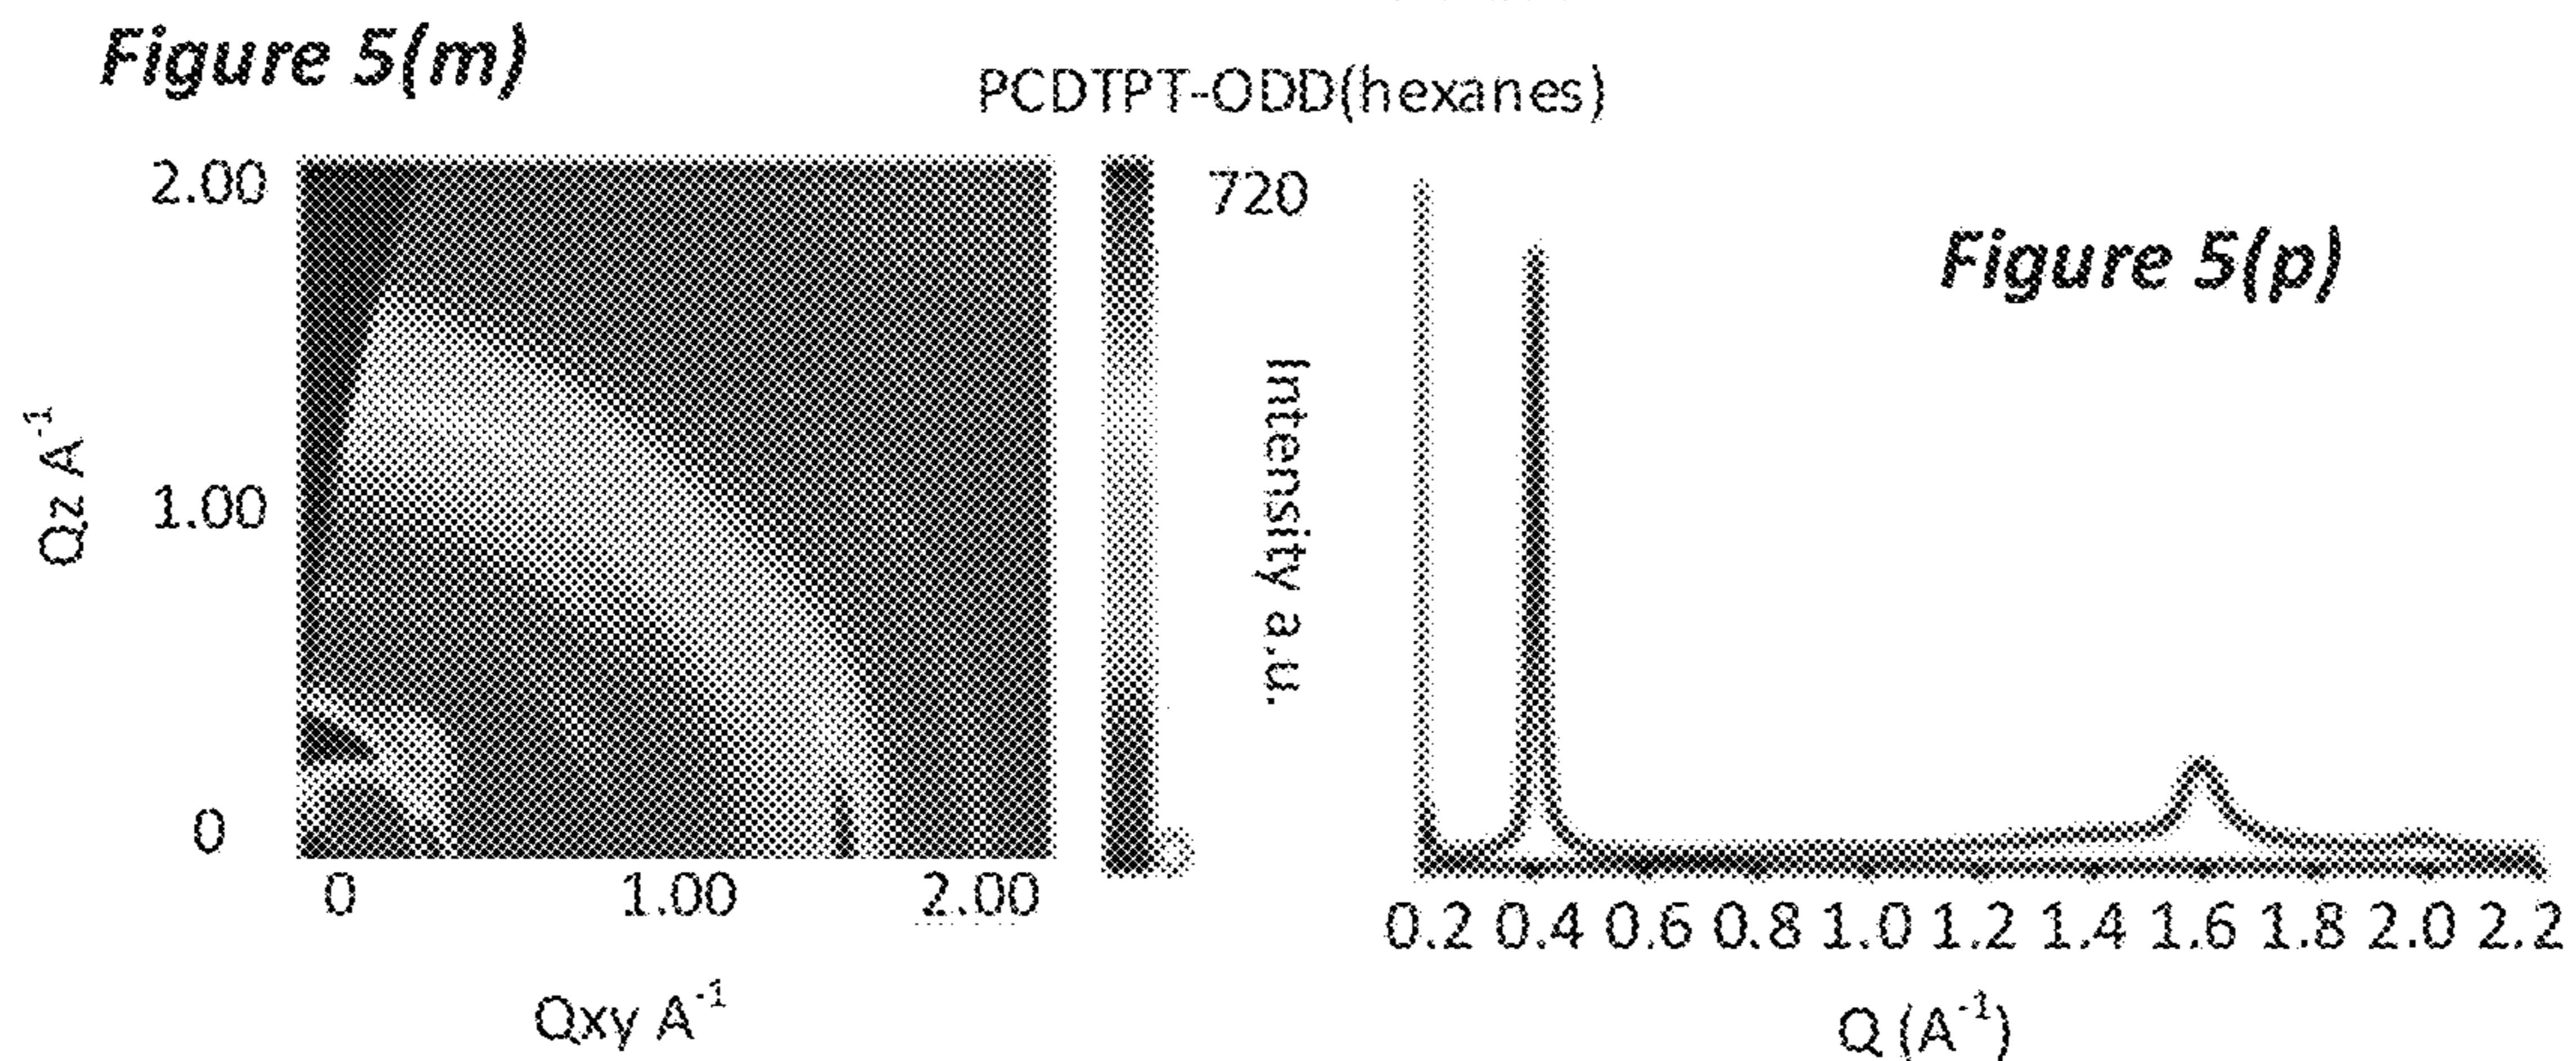 Figure 5(m)
PCDTPT-ODD(hexanes)
2.00
1.00
0
Qz A⁻¹
0 1.00 2.00
Qxy A⁻¹
720
Figure 5(p)
Intensity a.u.
0.2 0.4 0.6 0.8 1.0 1.2 1.4 1.6 1.8 2.0 2.2
Q (A⁻¹)